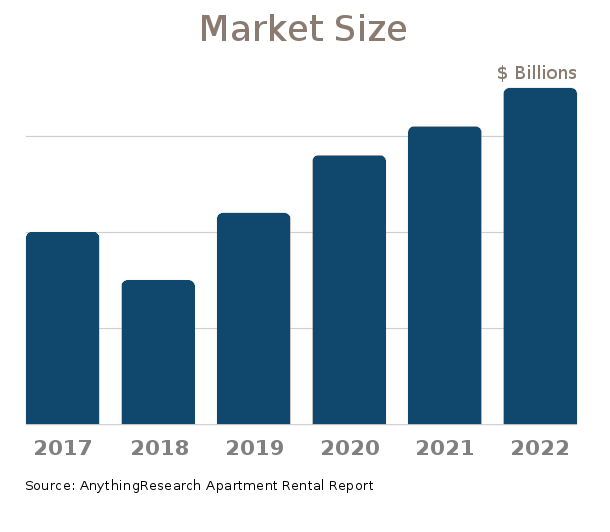 Market Size
$ Billions
2017 2018 2019 2020 2021 2022
Source: AnythingResearch Apartment Rental Report